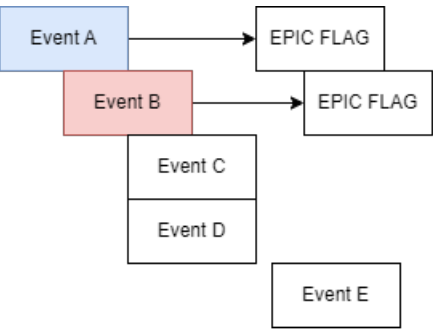 Event A
EPIC FLAG
Event B
EPIC FLAG
Event C
Event D
Event E